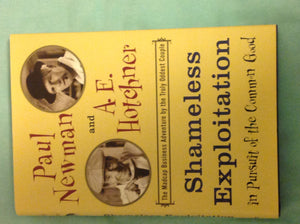 Paul
Newman
and
A. E.
Hotchner
The Madcap Business Adventure by the Truly Oddest Couple
Shameless
Exploitation
in Pursuit of the Common Good